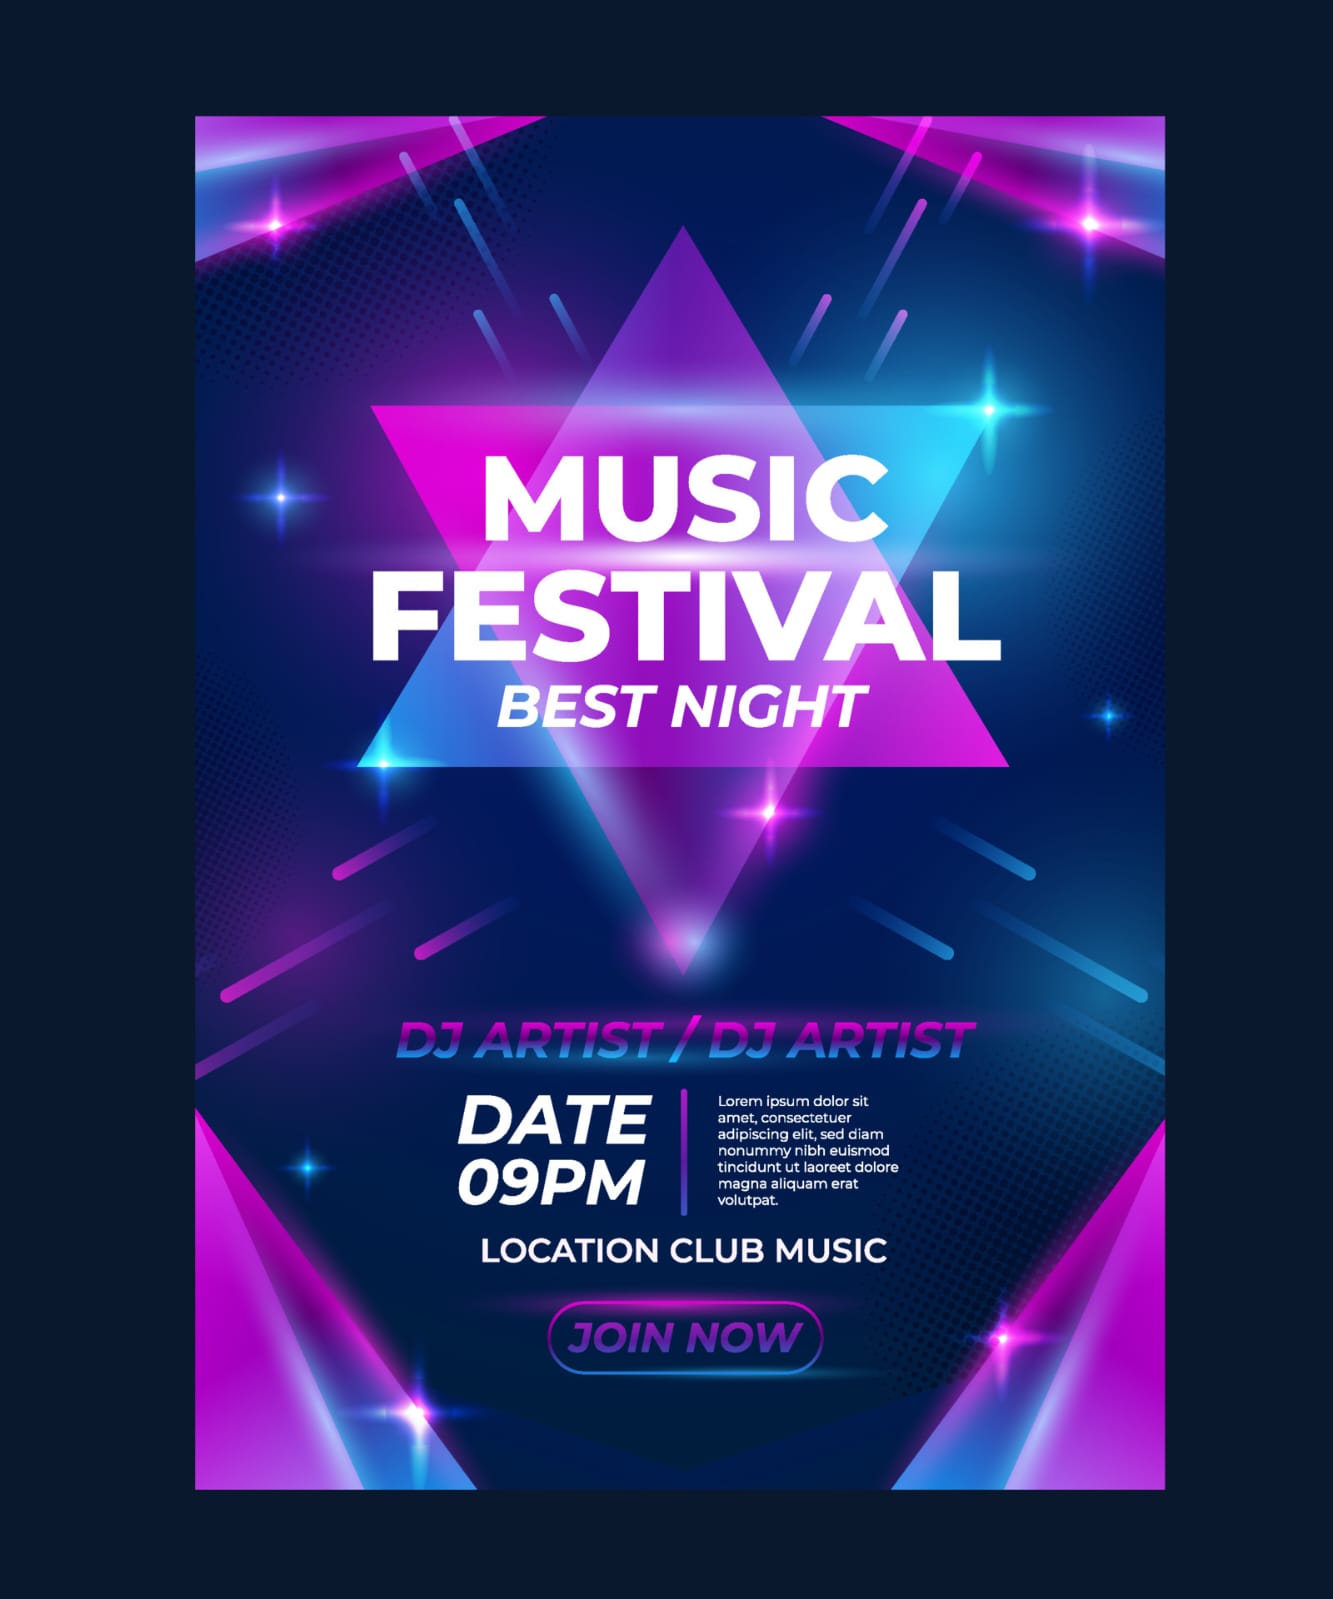 MUSIC
FESTIVAL
BEST NIGHT
DJ ARTIST / DJ ARTIST
DATE
09PM
Lorem ipsum dolor sit
amet, consectetuer
adipiscing elit, sed diam
nonummy nibh euismod
tincidunt ut laoreet dolore
magna aliquam erat
volutpat.
LOCATION CLUB MUSIC
JOIN NOW